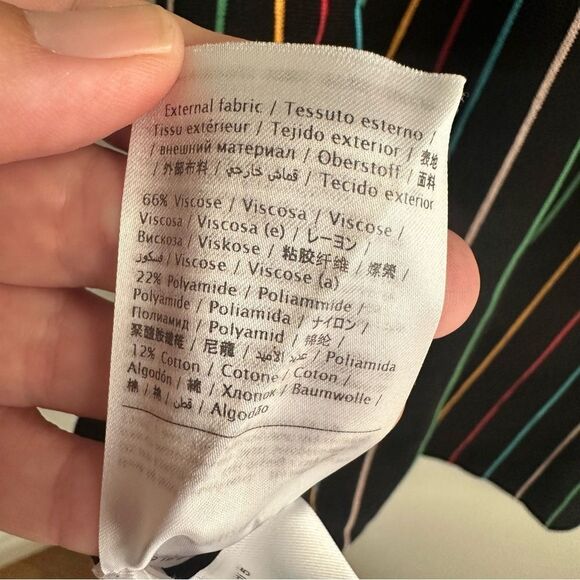 External fabric / Tessuto esterno /
Tissu extérieur / Tejido exterior / 表地
/ внешний материал / Oberstoff / 面料
/ 外部布料 / قماش خارجي / Tecido exterior
66% Viscose / Viscosa / Viscose /
Viscosa / Viscosa (e) / レーヨン /
Вискоза / Viskose / 粘胶纤维 / 嫘縈
/ فسكوز / Viscose / Viscose (a)
22% Polyamide / Poliammide /
Polyamide / Poliamida / ナイロン /
Полиамид / Polyamid / 锦纶 /
聚醯胺纖維 / 尼龍 / Poliamida
12% Cotton / Cotone / Coton /
Algodón / 綿 / Хлопок / Baumwolle /
棉 / 棉 / قطن / Algodão